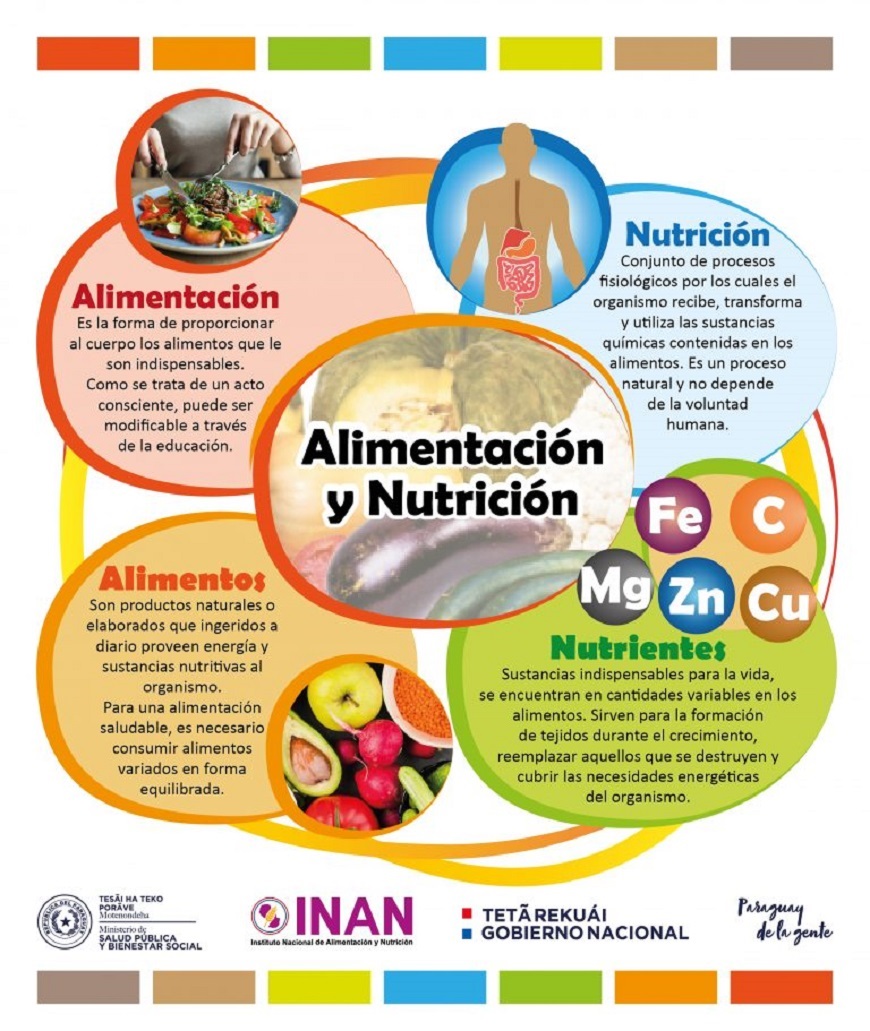 Alimentación
Es la forma de proporcionar
al cuerpo los alimentos que le
son indispensables.
Como se trata de un acto
consciente, puede ser
modificable a través
de la educación.
Nutrición
Conjunto de procesos
fisiológicos por los cuales el
organismo recibe, transforma
y utiliza las sustancias
químicas contenidas en los
alimentos. Es un proceso
natural y no depende
de la voluntad
humana.
Alimentación
y Nutrición
Alimentos
Son productos naturales o
elaborados que ingeridos a
diario proveen energía y
sustancias nutritivas al
organismo.
Para una alimentación
saludable, es necesario
consumir alimentos
variados en forma
equilibrada.
Fe C
Mg Zn Cu
Nutrientes
Sustancias indispensables para la vida,
se encuentran en cantidades variables en los
alimentos. Sirven para la formación
de tejidos durante el crecimiento,
reemplazar aquellos que se destruyen y
cubrir las necesidades energéticas
del organismo.
REPÚBLICA DEL PARAGUAY
TESÃI HA TEKO
PORÃVE
Motenondeha
Ministerio de
SALUD PÚBLICA
Y BIENESTAR SOCIAL
INAN
Instituto Nacional de Alimentación y Nutrición
TETÃ REKUÁI
GOBIERNO NACIONAL
Paraguay
de la gente